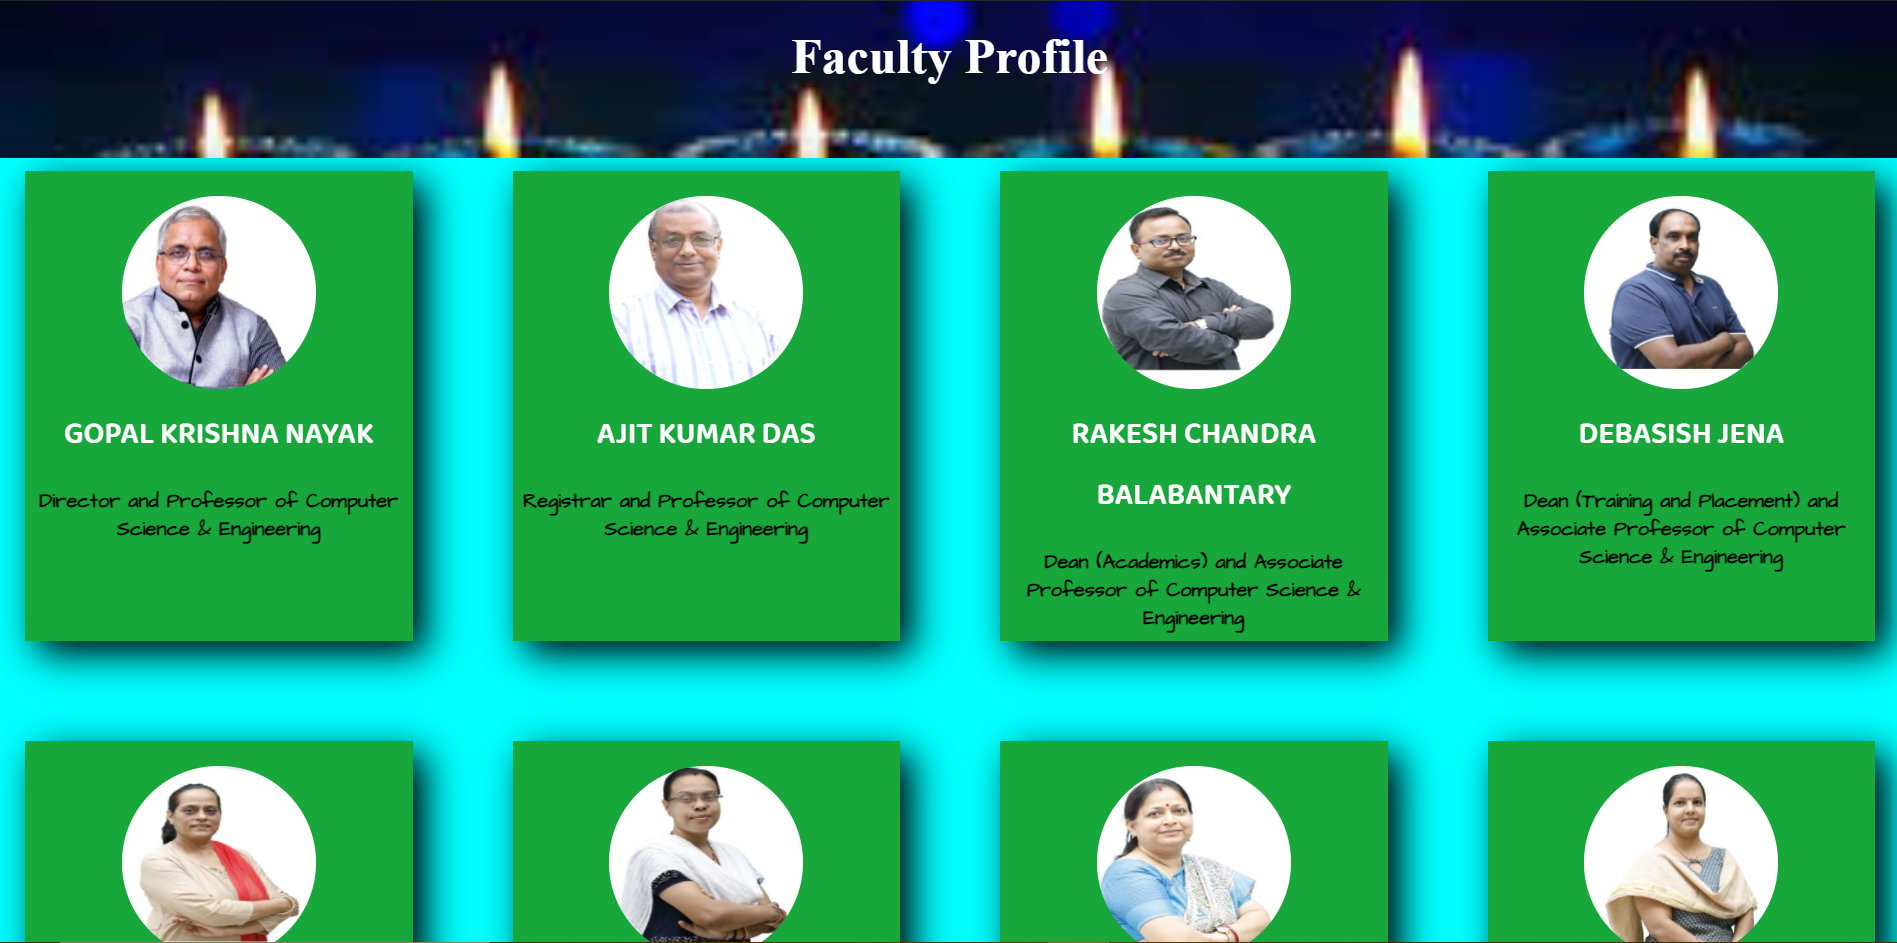 Faculty Profile
GOPAL KRISHNA NAYAK
Director and Professor of Computer
Science & Engineering
AJIT KUMAR DAS
Registrar and Professor of Computer
Science & Engineering
RAKESH CHANDRA
BALABANTARY
Dean (Academics) and Associate
Professor of Computer Science &
Engineering
DEBASISH JENA
Dean (Training and Placement) and
Associate Professor of Computer
Science & Engineering